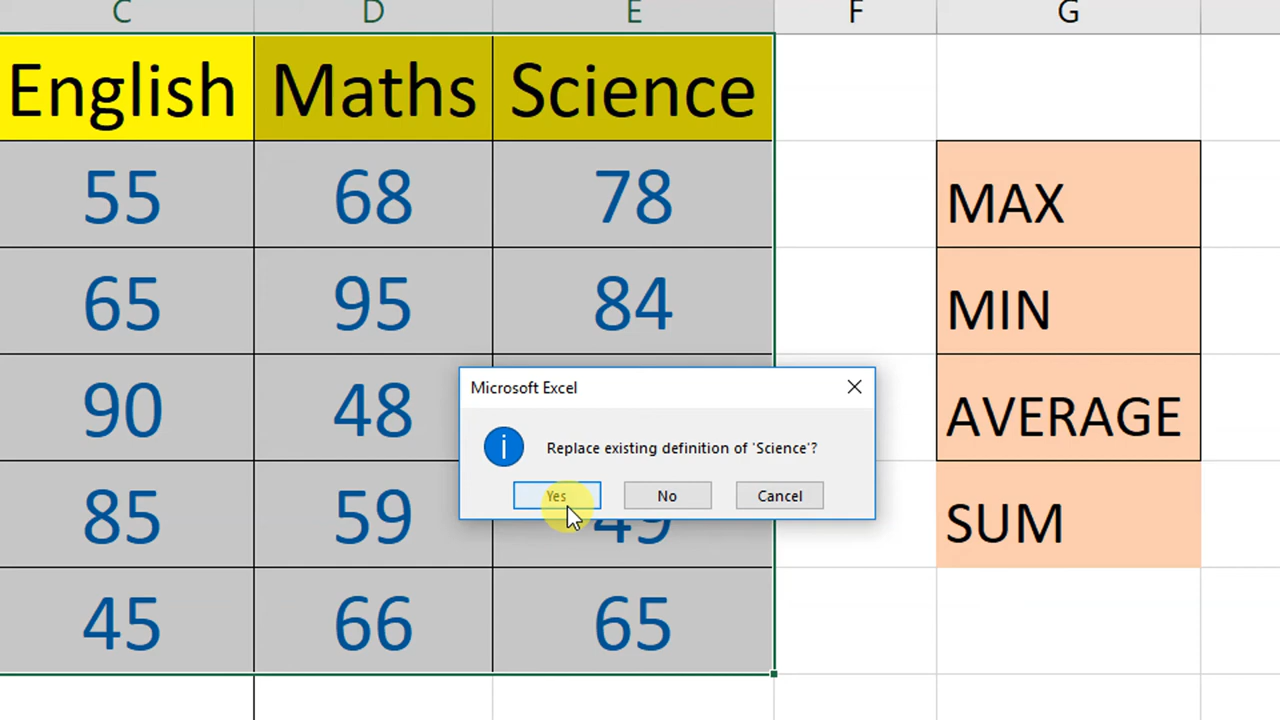 C D E F G
English Maths Science
55 68 78 MAX
65 95 84 MIN
90 48 AVERAGE
Microsoft Excel
Replace existing definition of 'Science'?
Yes No Cancel
85 59 49 SUM
45 66 65